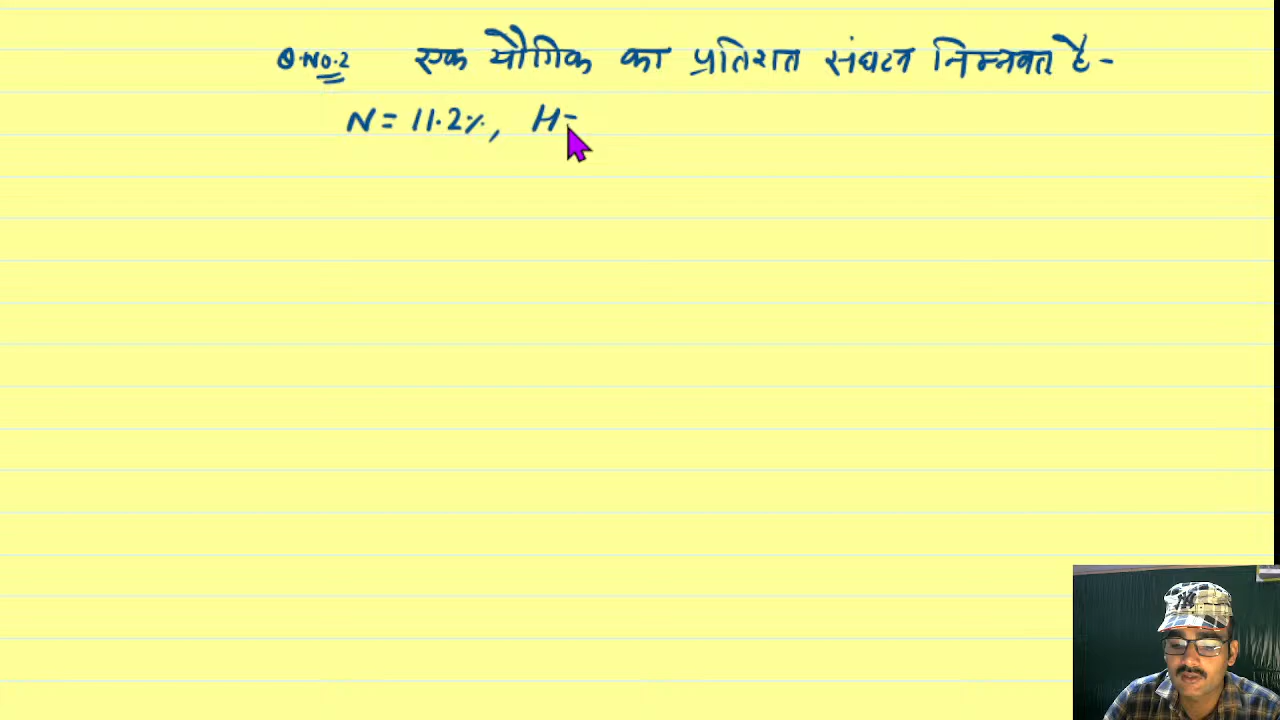 Q.No.2 एक यौगिक का प्रतिशत संघटन निम्नवत है -
N = 11.2%, H =